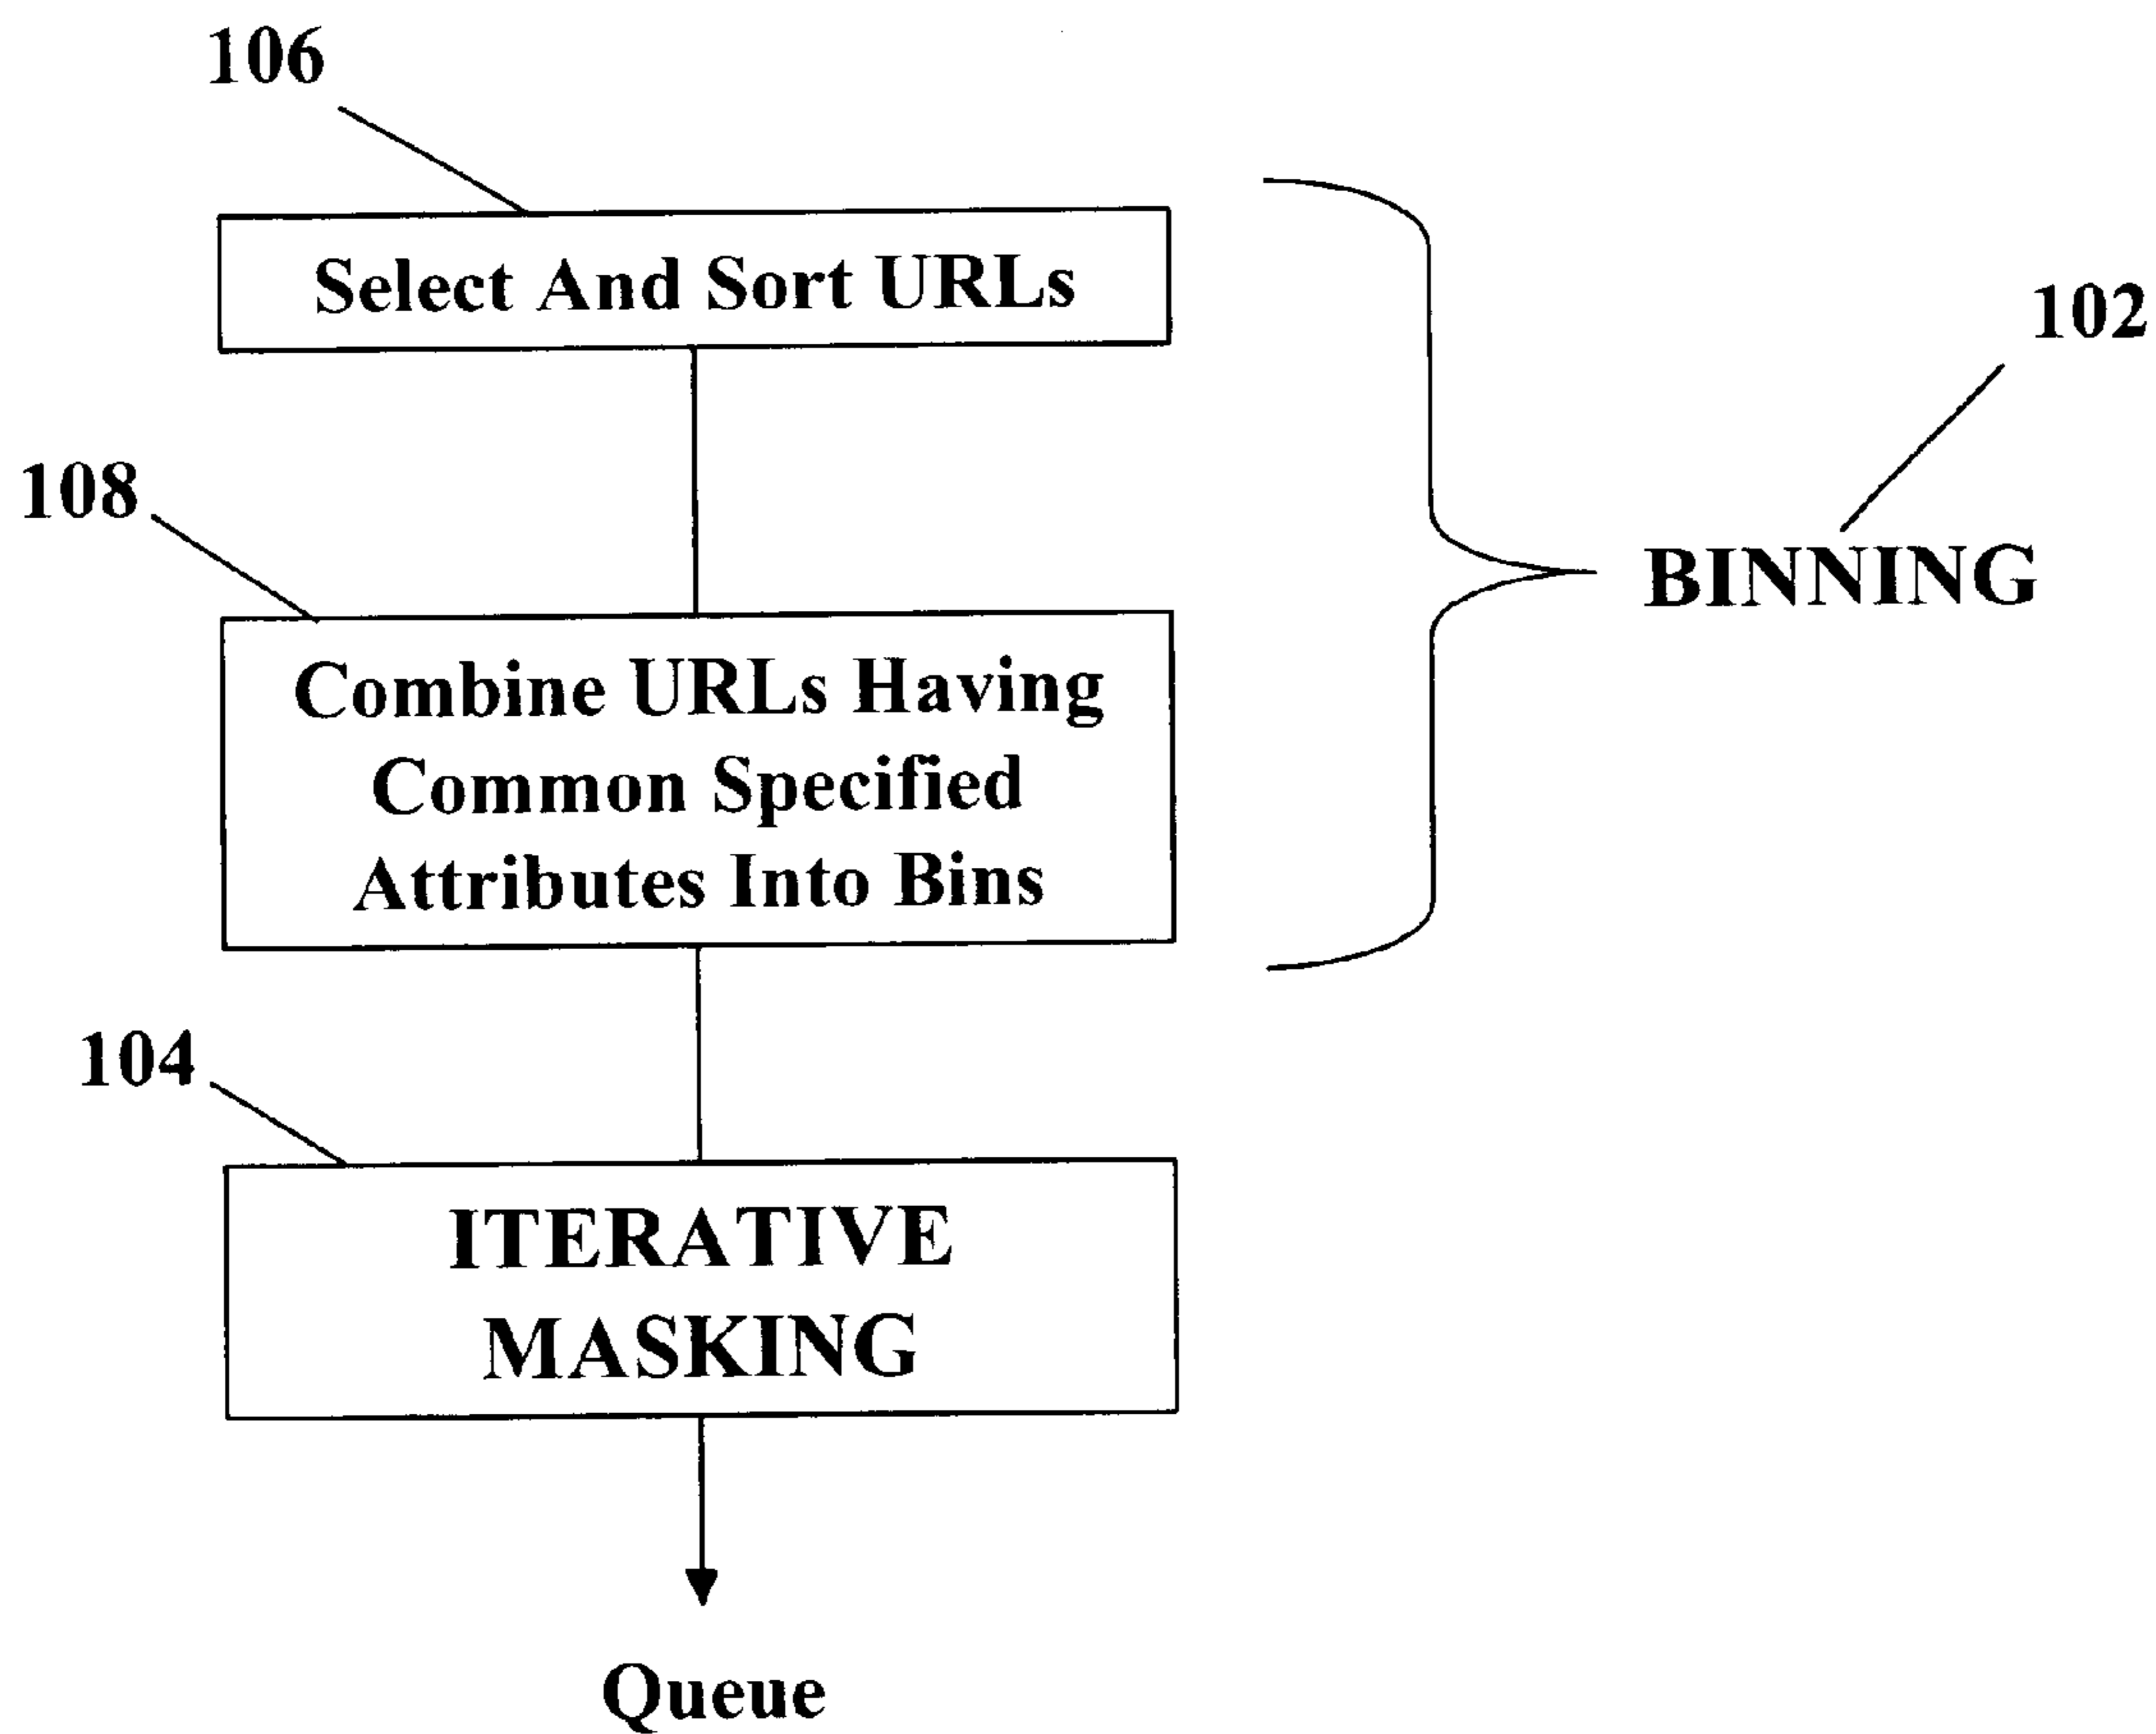 106
Select And Sort URLs
102
108
BINNING
Combine URLs Having
Common Specified
Attributes Into Bins
104
ITERATIVE
MASKING
Queue